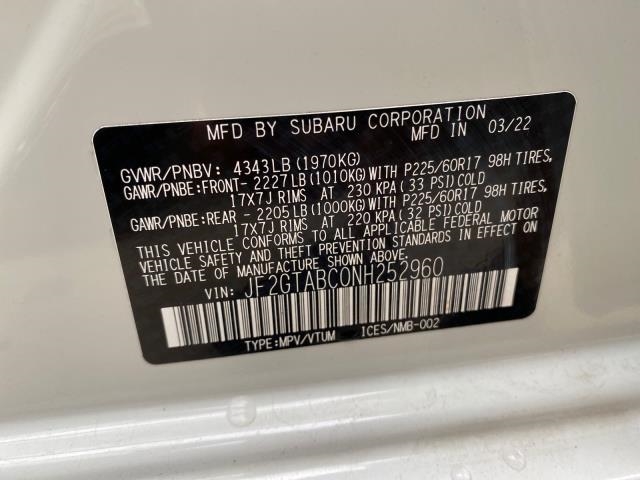 MFD BY SUBARU CORPORATION
MFD IN 03/22
GVWR/PNBV: 4343LB(1970KG)
GAWR/PNBE:FRONT- 2227LB(1010KG)WITH P225/60R17 98H TIRES,
17X7J RIMS AT 230 KPA(33 PSI)COLD
GAWR/PNBE:REAR - 2205LB(1000KG)WITH P225/60R17 98H TIRES,
17X7J RIMS AT 220 KPA(32 PSI)COLD
THIS VEHICLE CONFORMS TO ALL APPLICABLE FEDERAL MOTOR
VEHICLE SAFETY AND THEFT PREVENTION STANDARDS IN EFFECT ON
THE DATE OF MANUFACTURE SHOWN ABOVE.
VIN: JF2GTABC0NH252960
TYPE:MPV/VTUM ICES/NMB-002